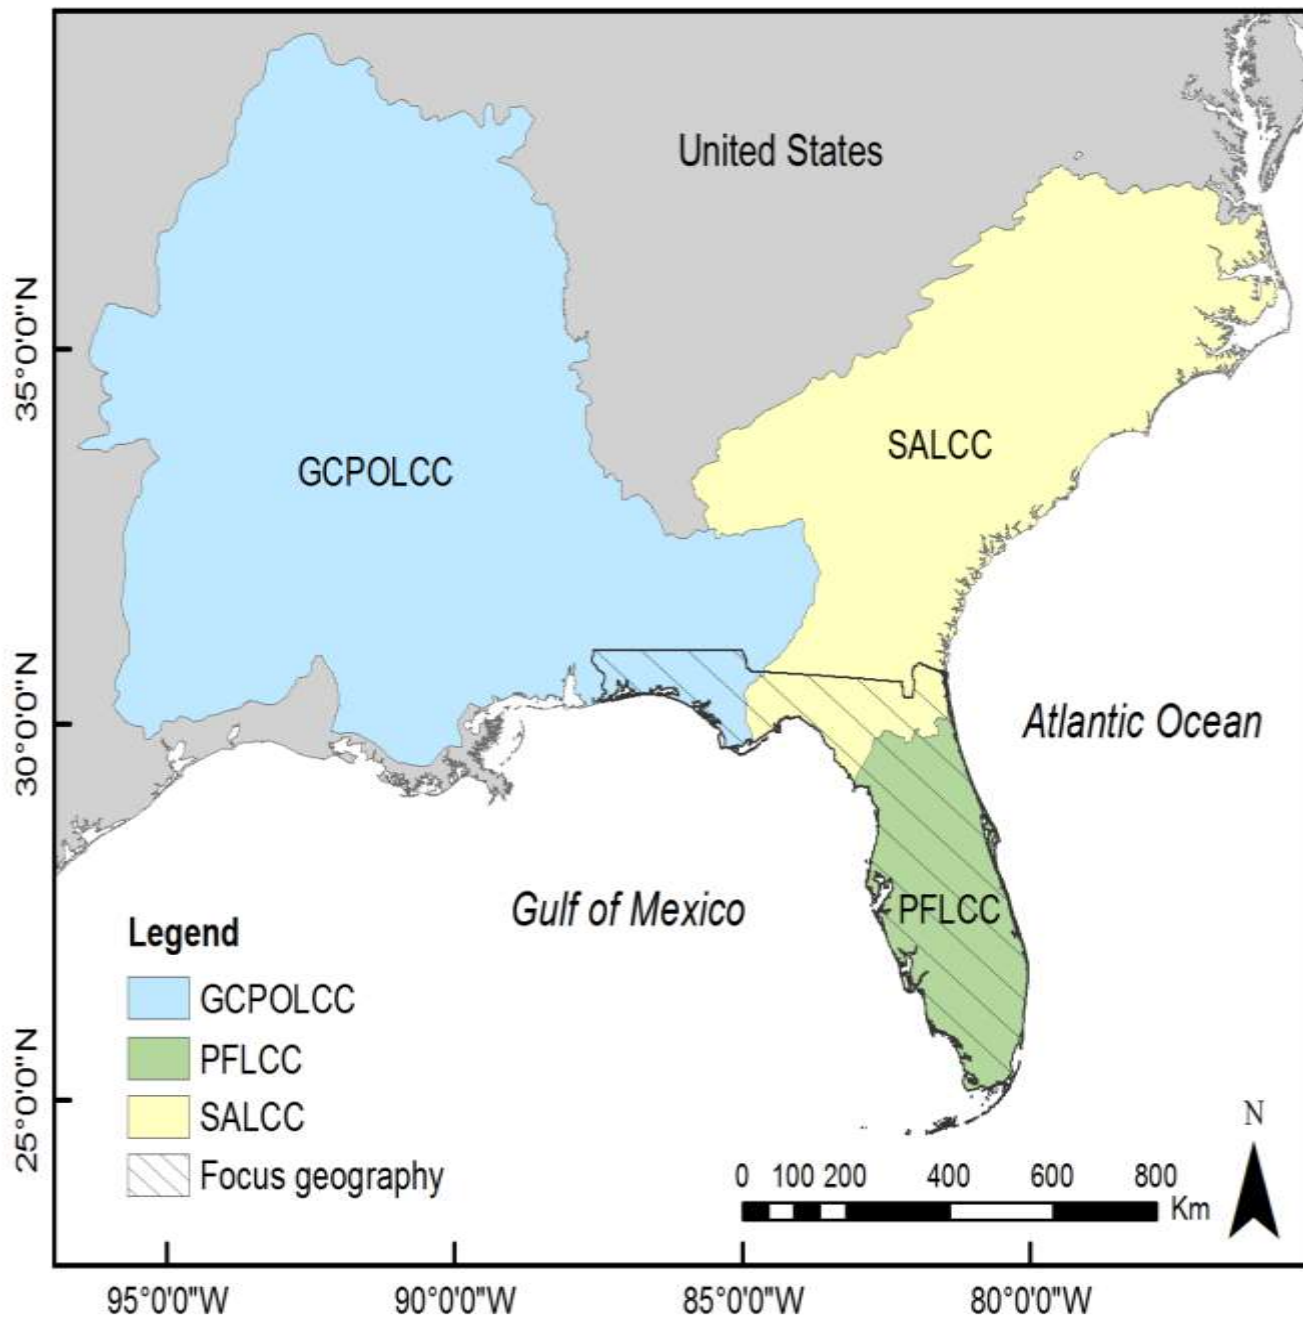 United States
35°0'0"N
SALCC
GCPOLCC
30°0'0"N
Atlantic Ocean
Gulf of Mexico
PFLCC
Legend
GCPOLCC
PFLCC
SALCC
Focus geography
25°0'0"N
N
0 100 200 400 600 800
Km
95°0'0"W 90°0'0"W 85°0'0"W 80°0'0"W